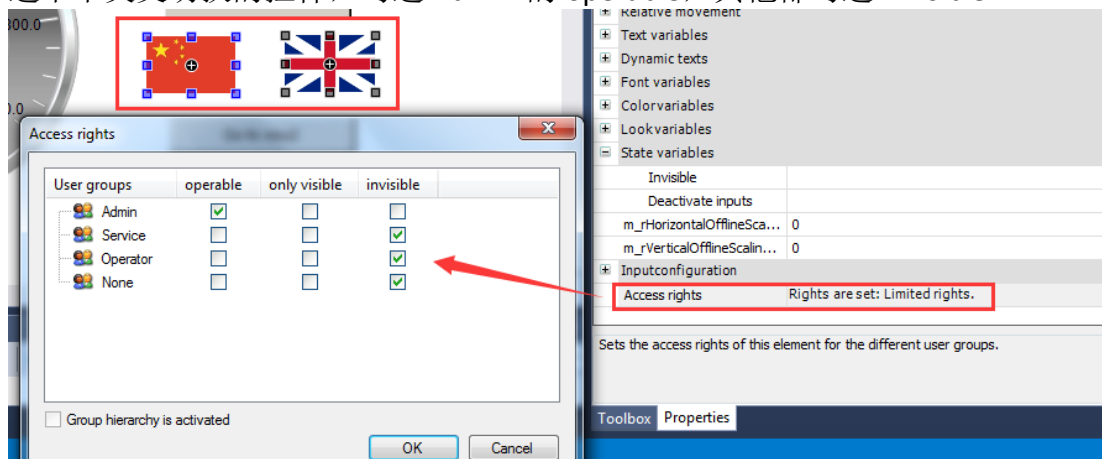 300.0
Relative movement
Text variables
Dynamic texts
Font variables
Colorvariables
Lookvariables
State variables
Invisible
Deactivate inputs
m_rHorizontalOfflineSca... 0
m_rVerticalOfflineScalin... 0
Inputconfiguration
Access rights Rights are set: Limited rights.
Sets the access rights of this element for the different user groups.
Toolbox Properties
Access rights
User groups operable only visible invisible
Admin
Service
Operator
None
Group hierarchy is activated
OK Cancel